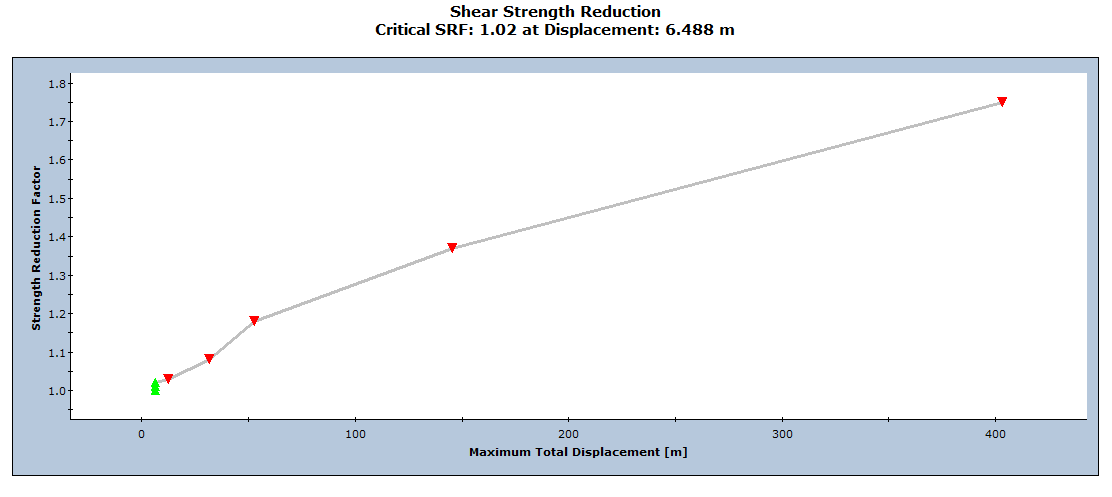 Shear Strength Reduction
Critical SRF: 1.02 at Displacement: 6.488 m
Strength Reduction Factor
1.8
1.7
1.6
1.5
1.4
1.3
1.2
1.1
1.0
0 100 200 300 400
Maximum Total Displacement [m]